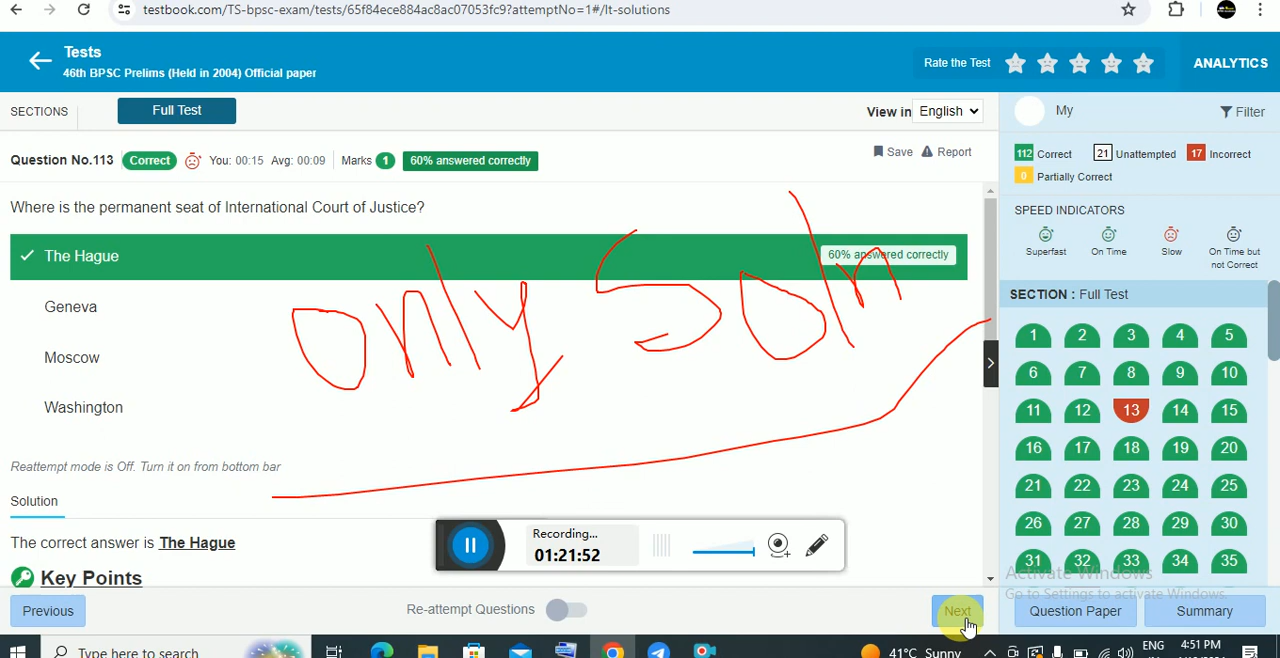 testbook.com/TS-bpsc-exam/tests/65f84ece884ac8ac07053fc9?attemptNo=1#/lt-solutions
Tests
46th BPSC Prelims (Held in 2004) Official paper
Rate the Test
ANALYTICS
SECTIONS
Full Test
View in English
My
Filter
Question No.113 Correct You: 00:15 Avg: 00:09 Marks 1 60% answered correctly
Save Report
112 Correct 21 Unattempted 17 Incorrect
0 Partially Correct
Where is the permanent seat of International Court of Justice?
SPEED INDICATORS
Superfast On Time Slow On Time but not Correct
The Hague 60% answered correctly
Geneva
Moscow
Washington
only
SECTION : Full Test
1 2 3 4 5
6 7 8 9 10
11 12 13 14 15
16 17 18 19 20
21 22 23 24 25
26 27 28 29 30
31 32 33 34 35
Reattempt mode is Off. Turn it on from bottom bar
Solution
The correct answer is The Hague
Key Points
Recording...
01:21:52
Activate Windows
Go to Settings to activate Windows.
Previous
Re-attempt Questions
Next
Question Paper
Summary
Type here to search
41°C Sunny
ENG
4:51 PM